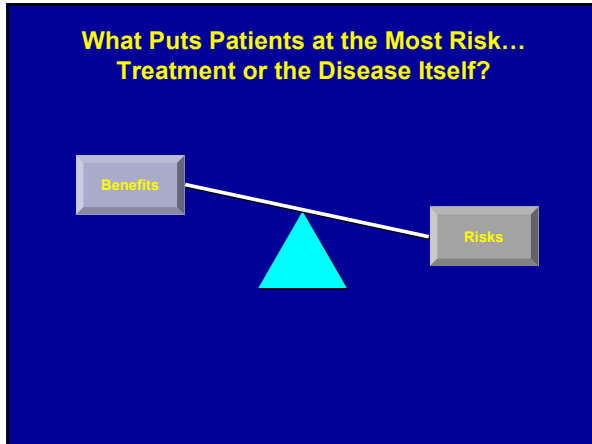 What Puts Patients at the Most Risk…
Treatment or the Disease Itself?
Benefits
Risks